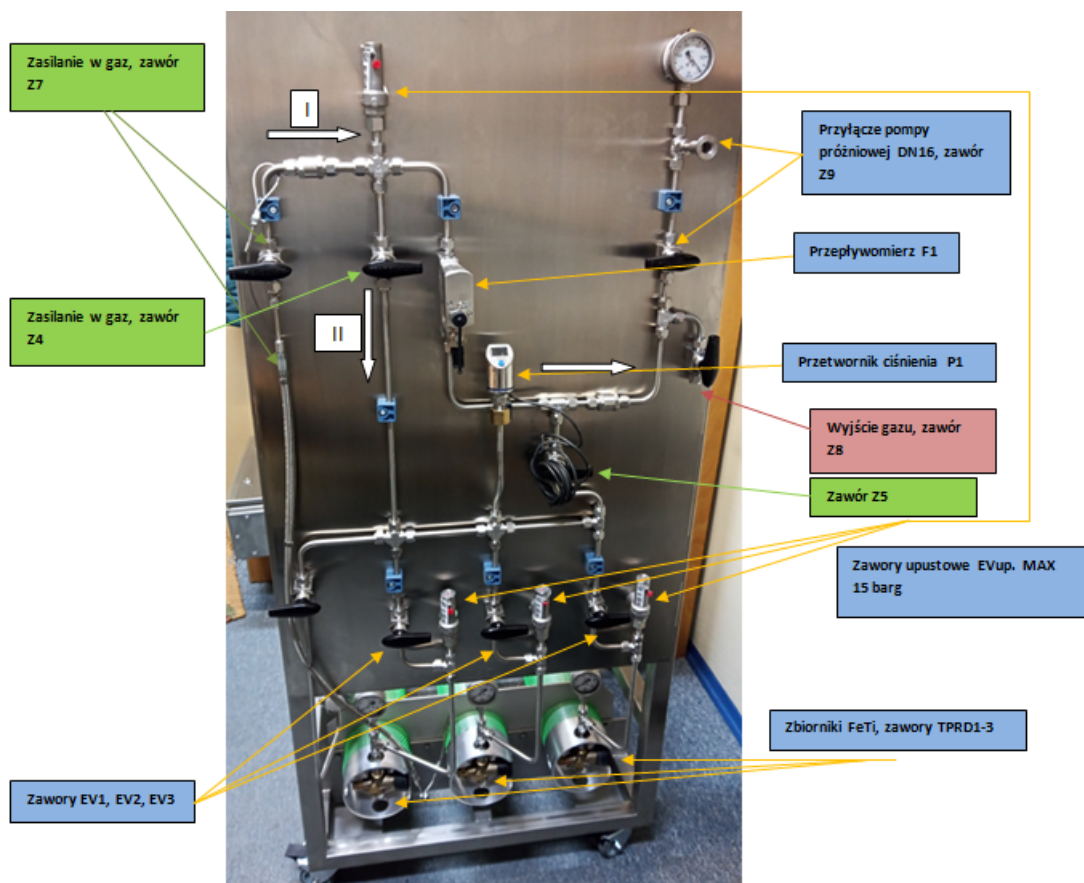 Zasilanie w gaz, zawór
Z7
I
Przyłącze pompy
próżniowej DN16, zawór
Z9
Przepływomierz F1
Zasilanie w gaz, zawór
Z4
II
Przetwornik ciśnienia P1
Wyjście gazu, zawór
Z8
Zawór Z5
Zawory upustowe EVup. MAX
15 barg
Zbiorniki FeTi, zawory TPRD1-3
Zawory EV1, EV2, EV3